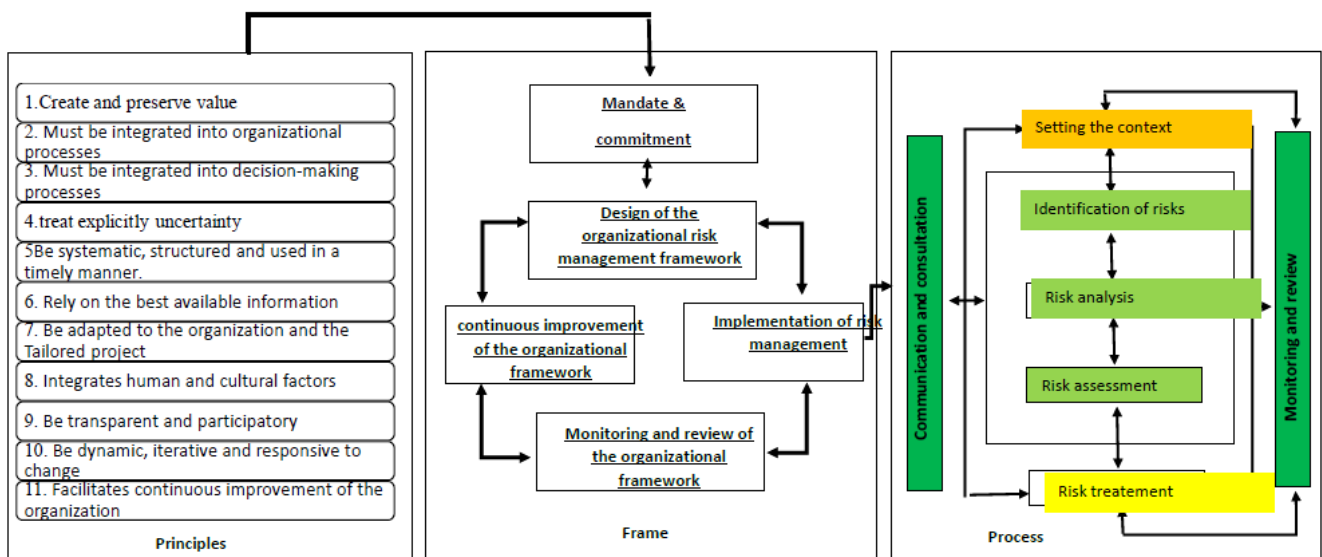 1.Create and preserve value
2. Must be integrated into organizational
processes
3. Must be integrated into decision-making
processes
4.treat explicitly uncertainty
5Be systematic, structured and used in a
timely manner.
6. Rely on the best available information
7. Be adapted to the organization and the
Tailored project
8. Integrates human and cultural factors
9. Be transparent and participatory
10. Be dynamic, iterative and responsive to
change
11. Facilitates continuous improvement of the
organization
Principles
Mandate &
commitment
Design of the
organizational risk
management framework
continuous improvement
of the organizational
framework
Implementation of risk
management
Monitoring and review of
the organizational
framework
Frame
Communication and consultation
Setting the context
Identification of risks
Risk analysis
Risk assessment
Risk treatement
Monitoring and review
Process